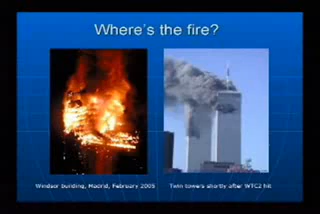 Where's the fire?
Windsor building, Madrid, February 2005
Twin towers shortly after WTC2 hit